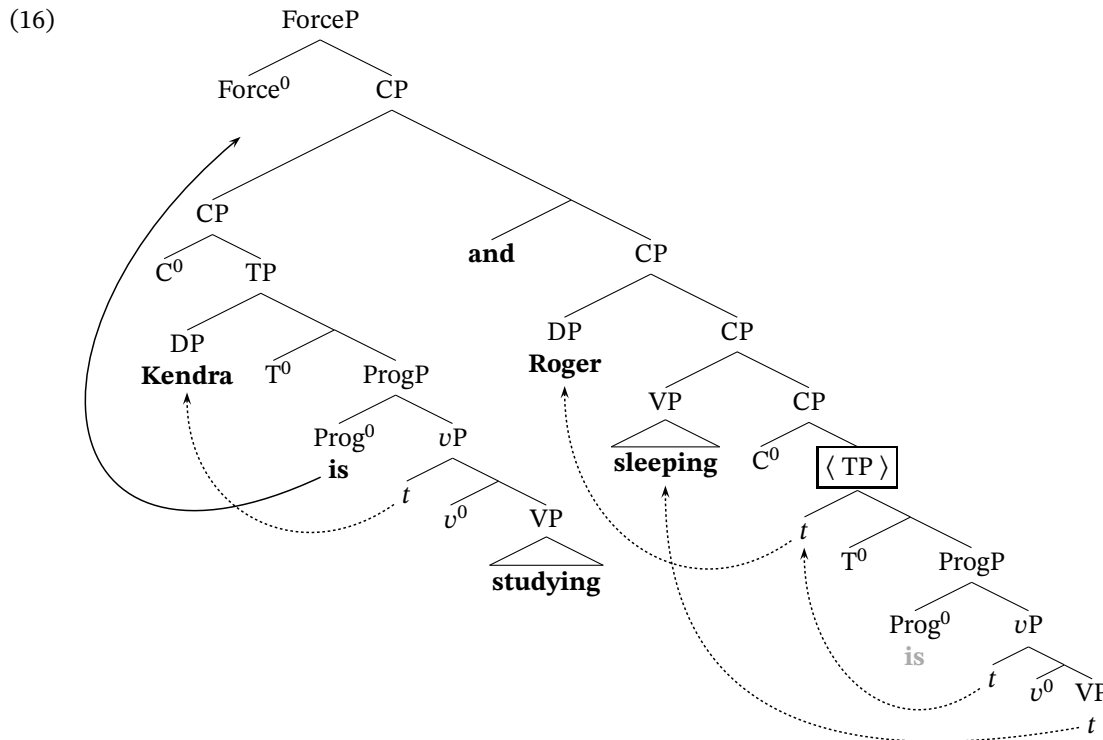 (16)
ForceP
Force⁰ CP
CP
and CP
C⁰ TP
DP CP
Kendra T⁰ ProgP
Roger VP CP
Prog⁰ vP
is
sleeping C⁰ ⟨ TP ⟩
t v⁰ VP
studying
t T⁰ ProgP
Prog⁰ vP
is
t v⁰ VP
t